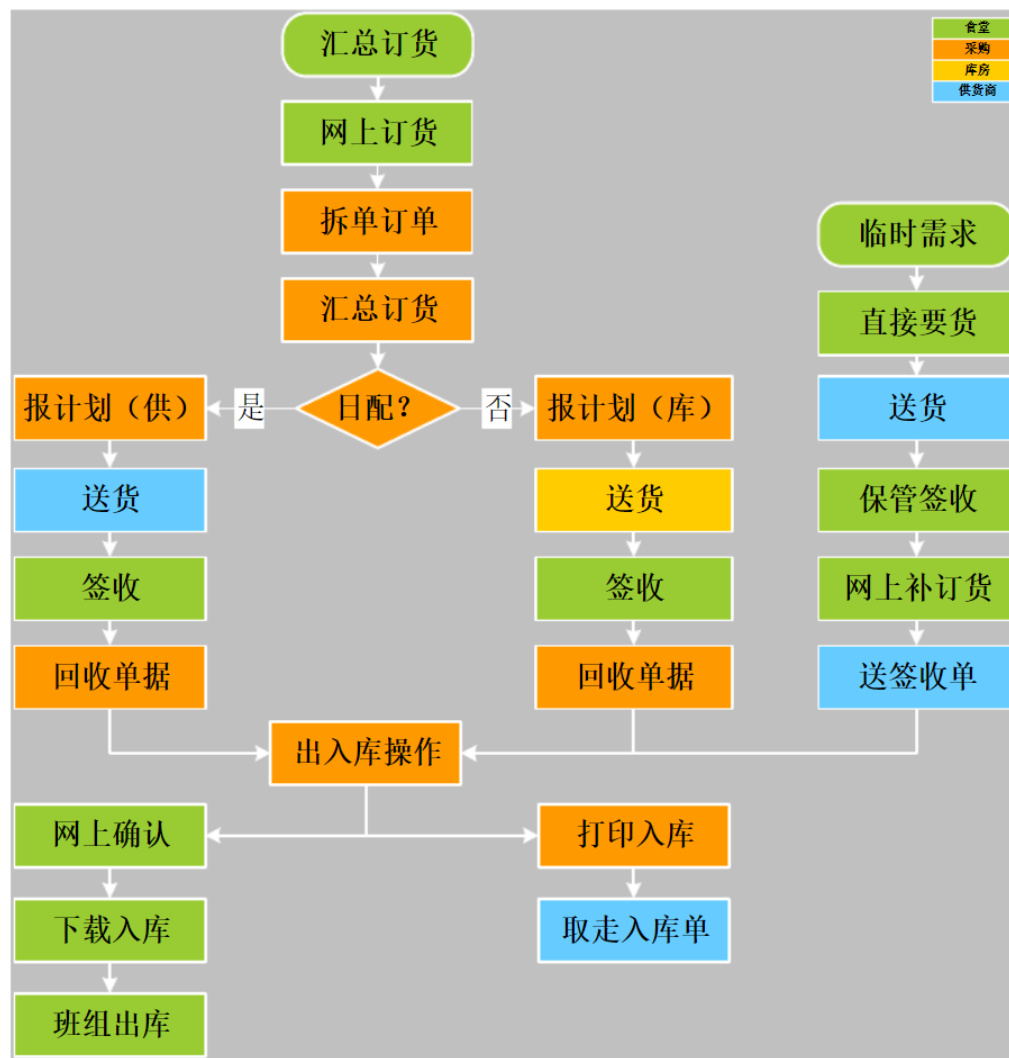 汇总订货
食堂
采购
库房
供货商
网上订货
拆单订单
汇总订货
临时需求
直接要货
报计划（供）
是
日配？
否
报计划（库）
送货
送货
送货
保管签收
签收
签收
网上补订货
回收单据
回收单据
送签收单
出入库操作
网上确认
打印入库
下载入库
取走入库单
班组出库